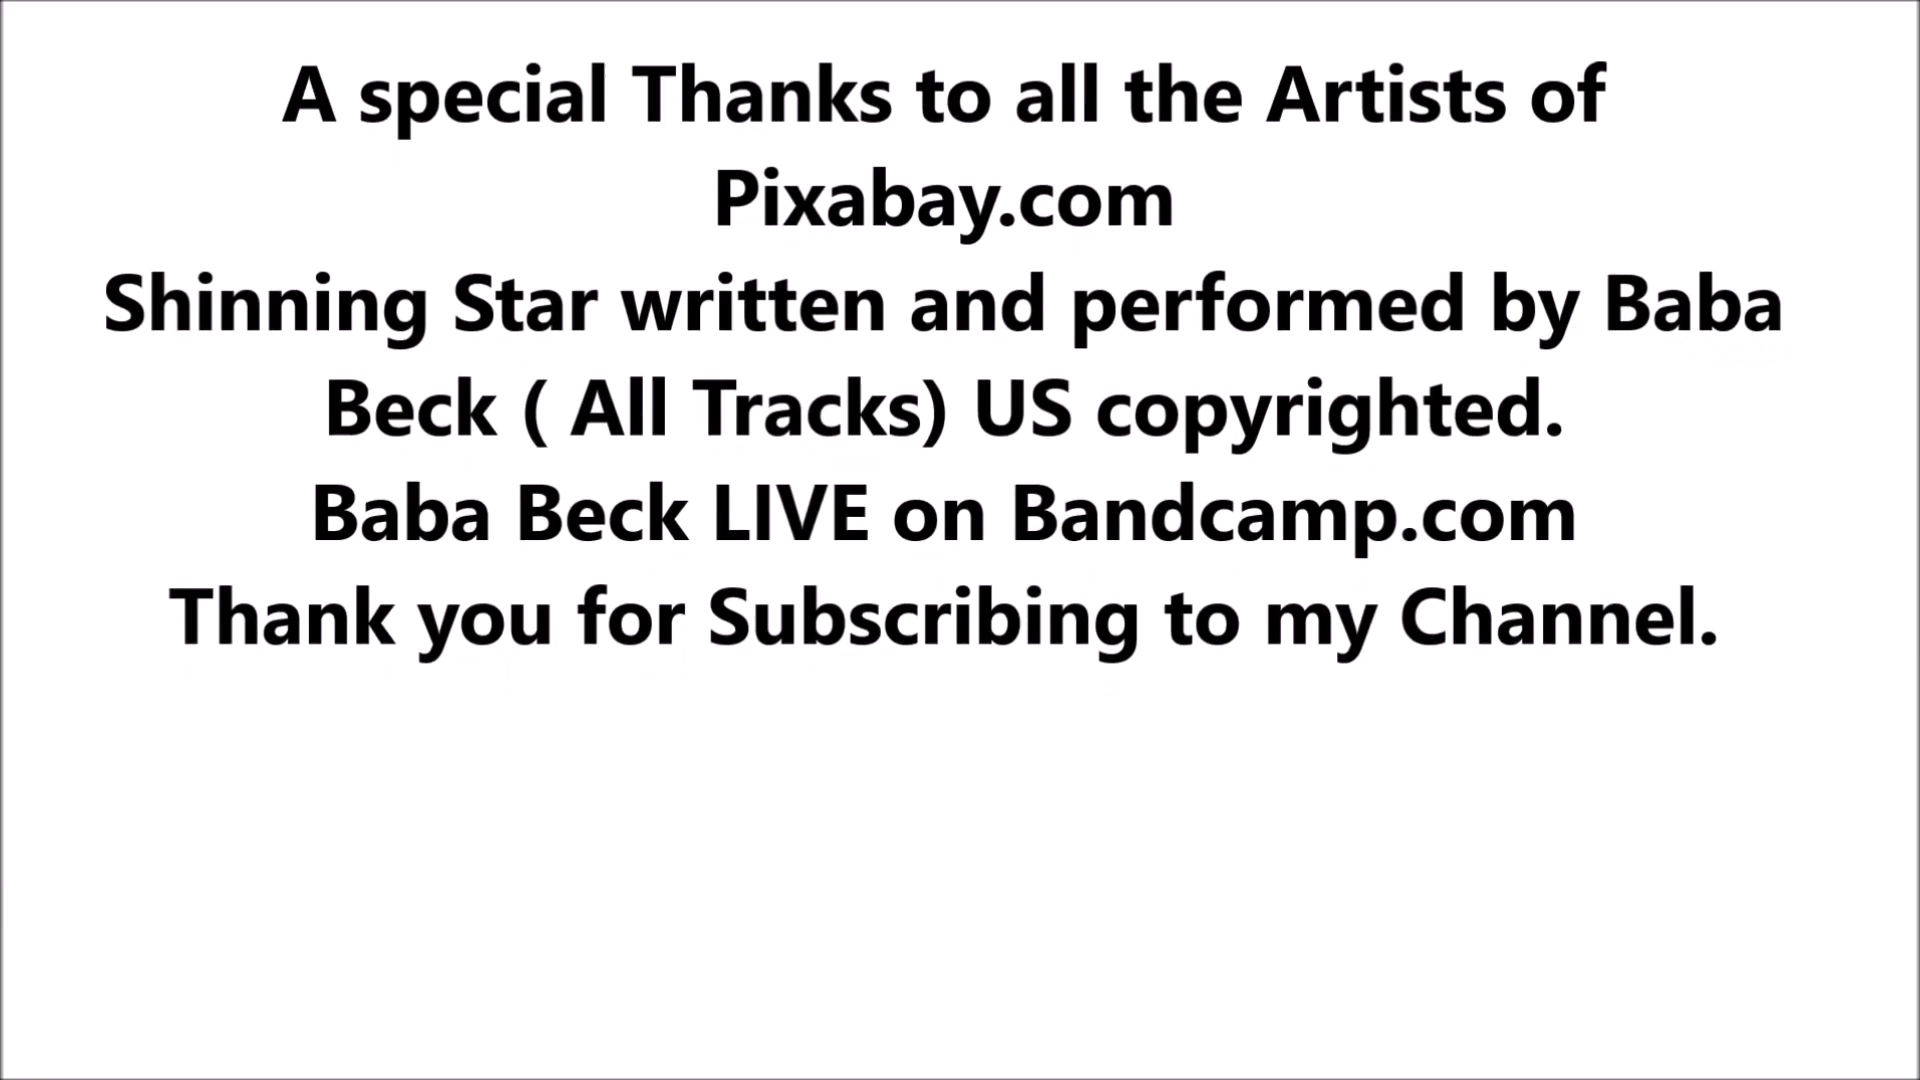 A special Thanks to all the Artists of
Pixabay.com
Shinning Star written and performed by Baba
Beck ( All Tracks) US copyrighted.
Baba Beck LIVE on Bandcamp.com
Thank you for Subscribing to my Channel.